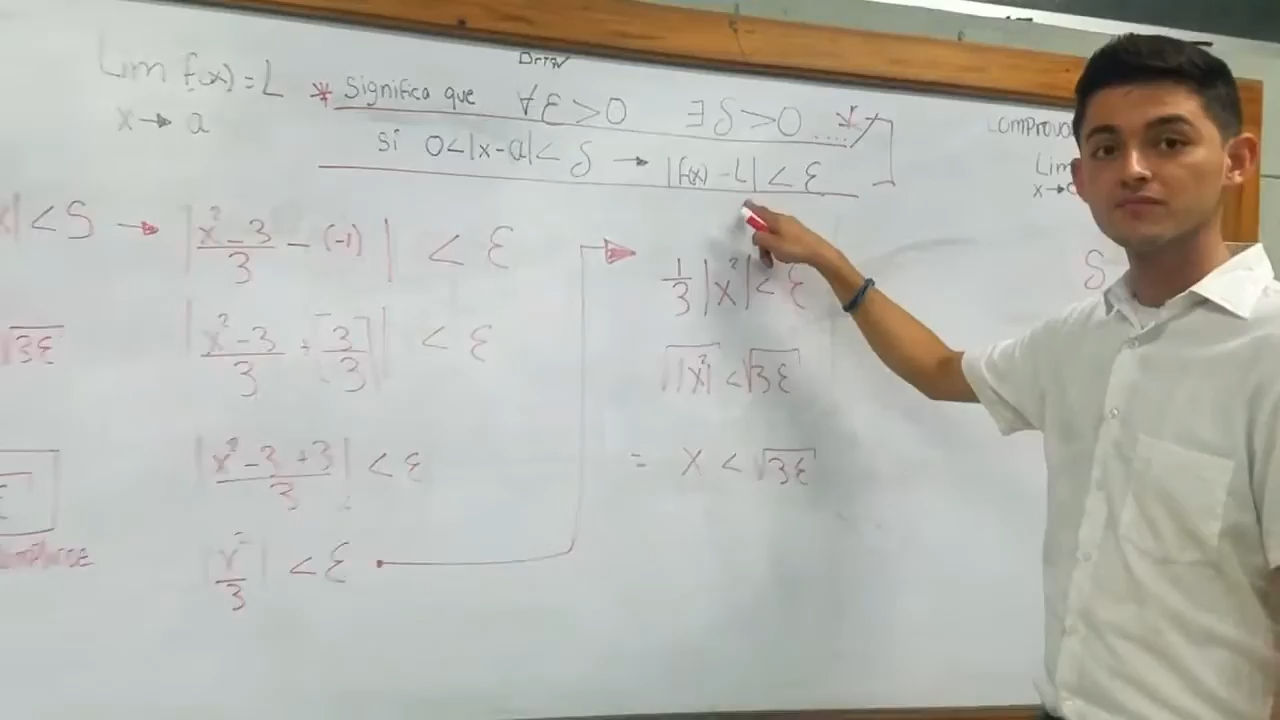 Lim f(x) = L * Significa que ∀ε>0 ∃δ>0 .....*
x → a
si 0<|x-a|<δ → |f(x)-L|<ε
x|<S → |x²-3/3 - (-1)| < ε
|x²-3/3 + [3/3]| < ε
√3ε
|x²-3+3/3| < ε
|x²/3| < ε
1/3|x²|<ε
√|x²| <√3ε
= x < √3ε
Lim
δ